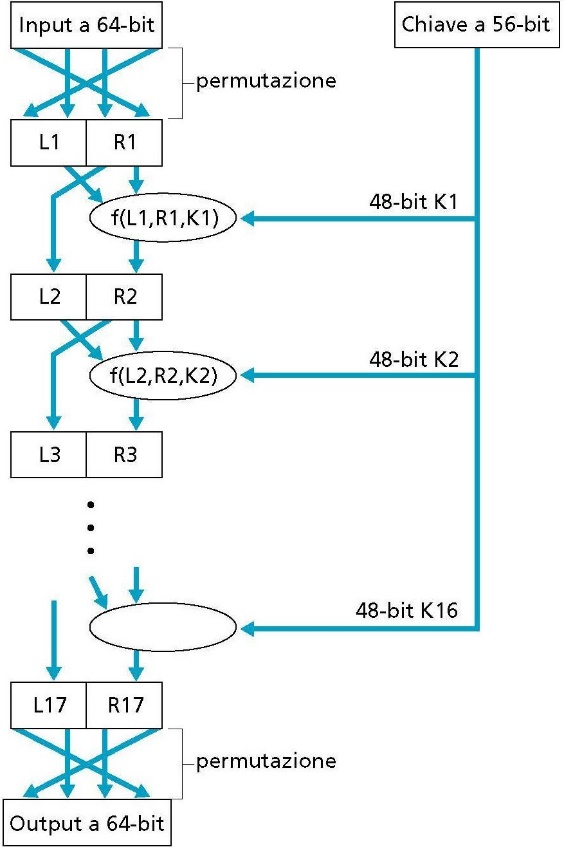 Input a 64-bit
Chiave a 56-bit
permutazione
L1 R1
48-bit K1
f(L1,R1,K1)
L2 R2
48-bit K2
f(L2,R2,K2)
L3 R3
48-bit K16
L17 R17
permutazione
Output a 64-bit